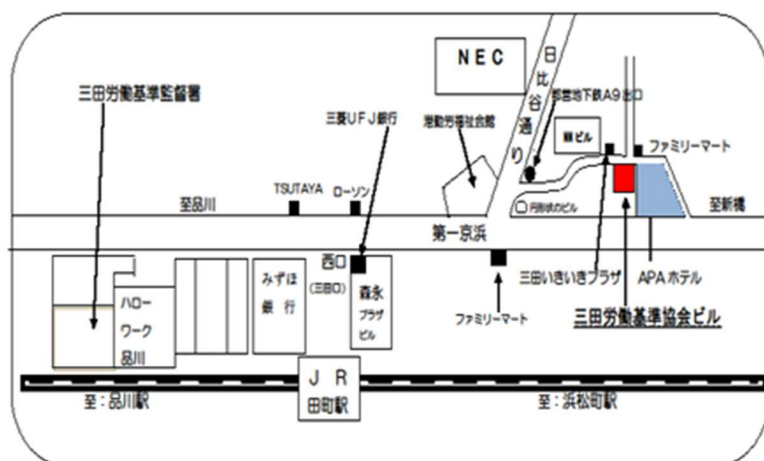 NEC
日比谷通り
三田労働基準監督署
三菱UFJ銀行
港勤労福祉会館
都営地下鉄A9出口
ビル
ファミリーマート
TSUTAYA
ローソン
至品川
円形状のビル
至新橋
第一京浜
西口
(三田口)
みずほ
銀行
森永
プラザ
ビル
ハロー
ワーク
品川
三田いきいきプラザ
APAホテル
ファミリーマート
三田労働基準協会ビル
JR
田町駅
至:品川駅
至:浜松町駅